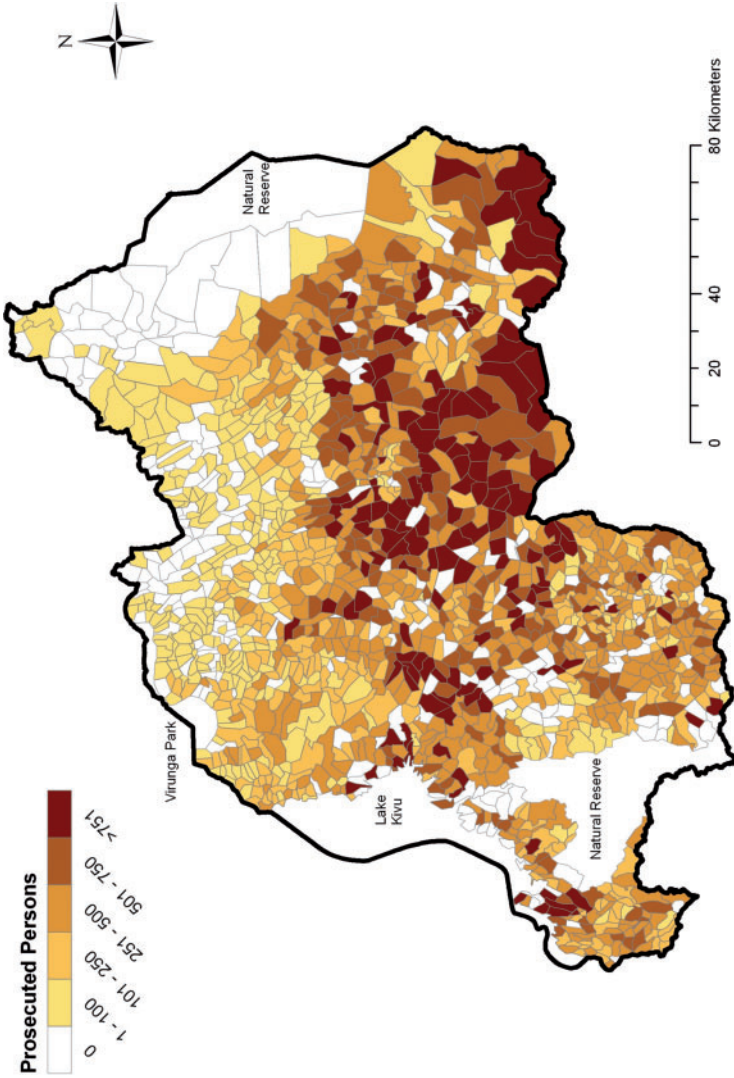 Prosecuted Persons
0
1 - 100
101 - 250
251 - 500
501 - 750
>751
N
Virunga Park
Natural
Reserve
Lake
Kivu
Natural Reserve
0 20 40 80 Kilometers